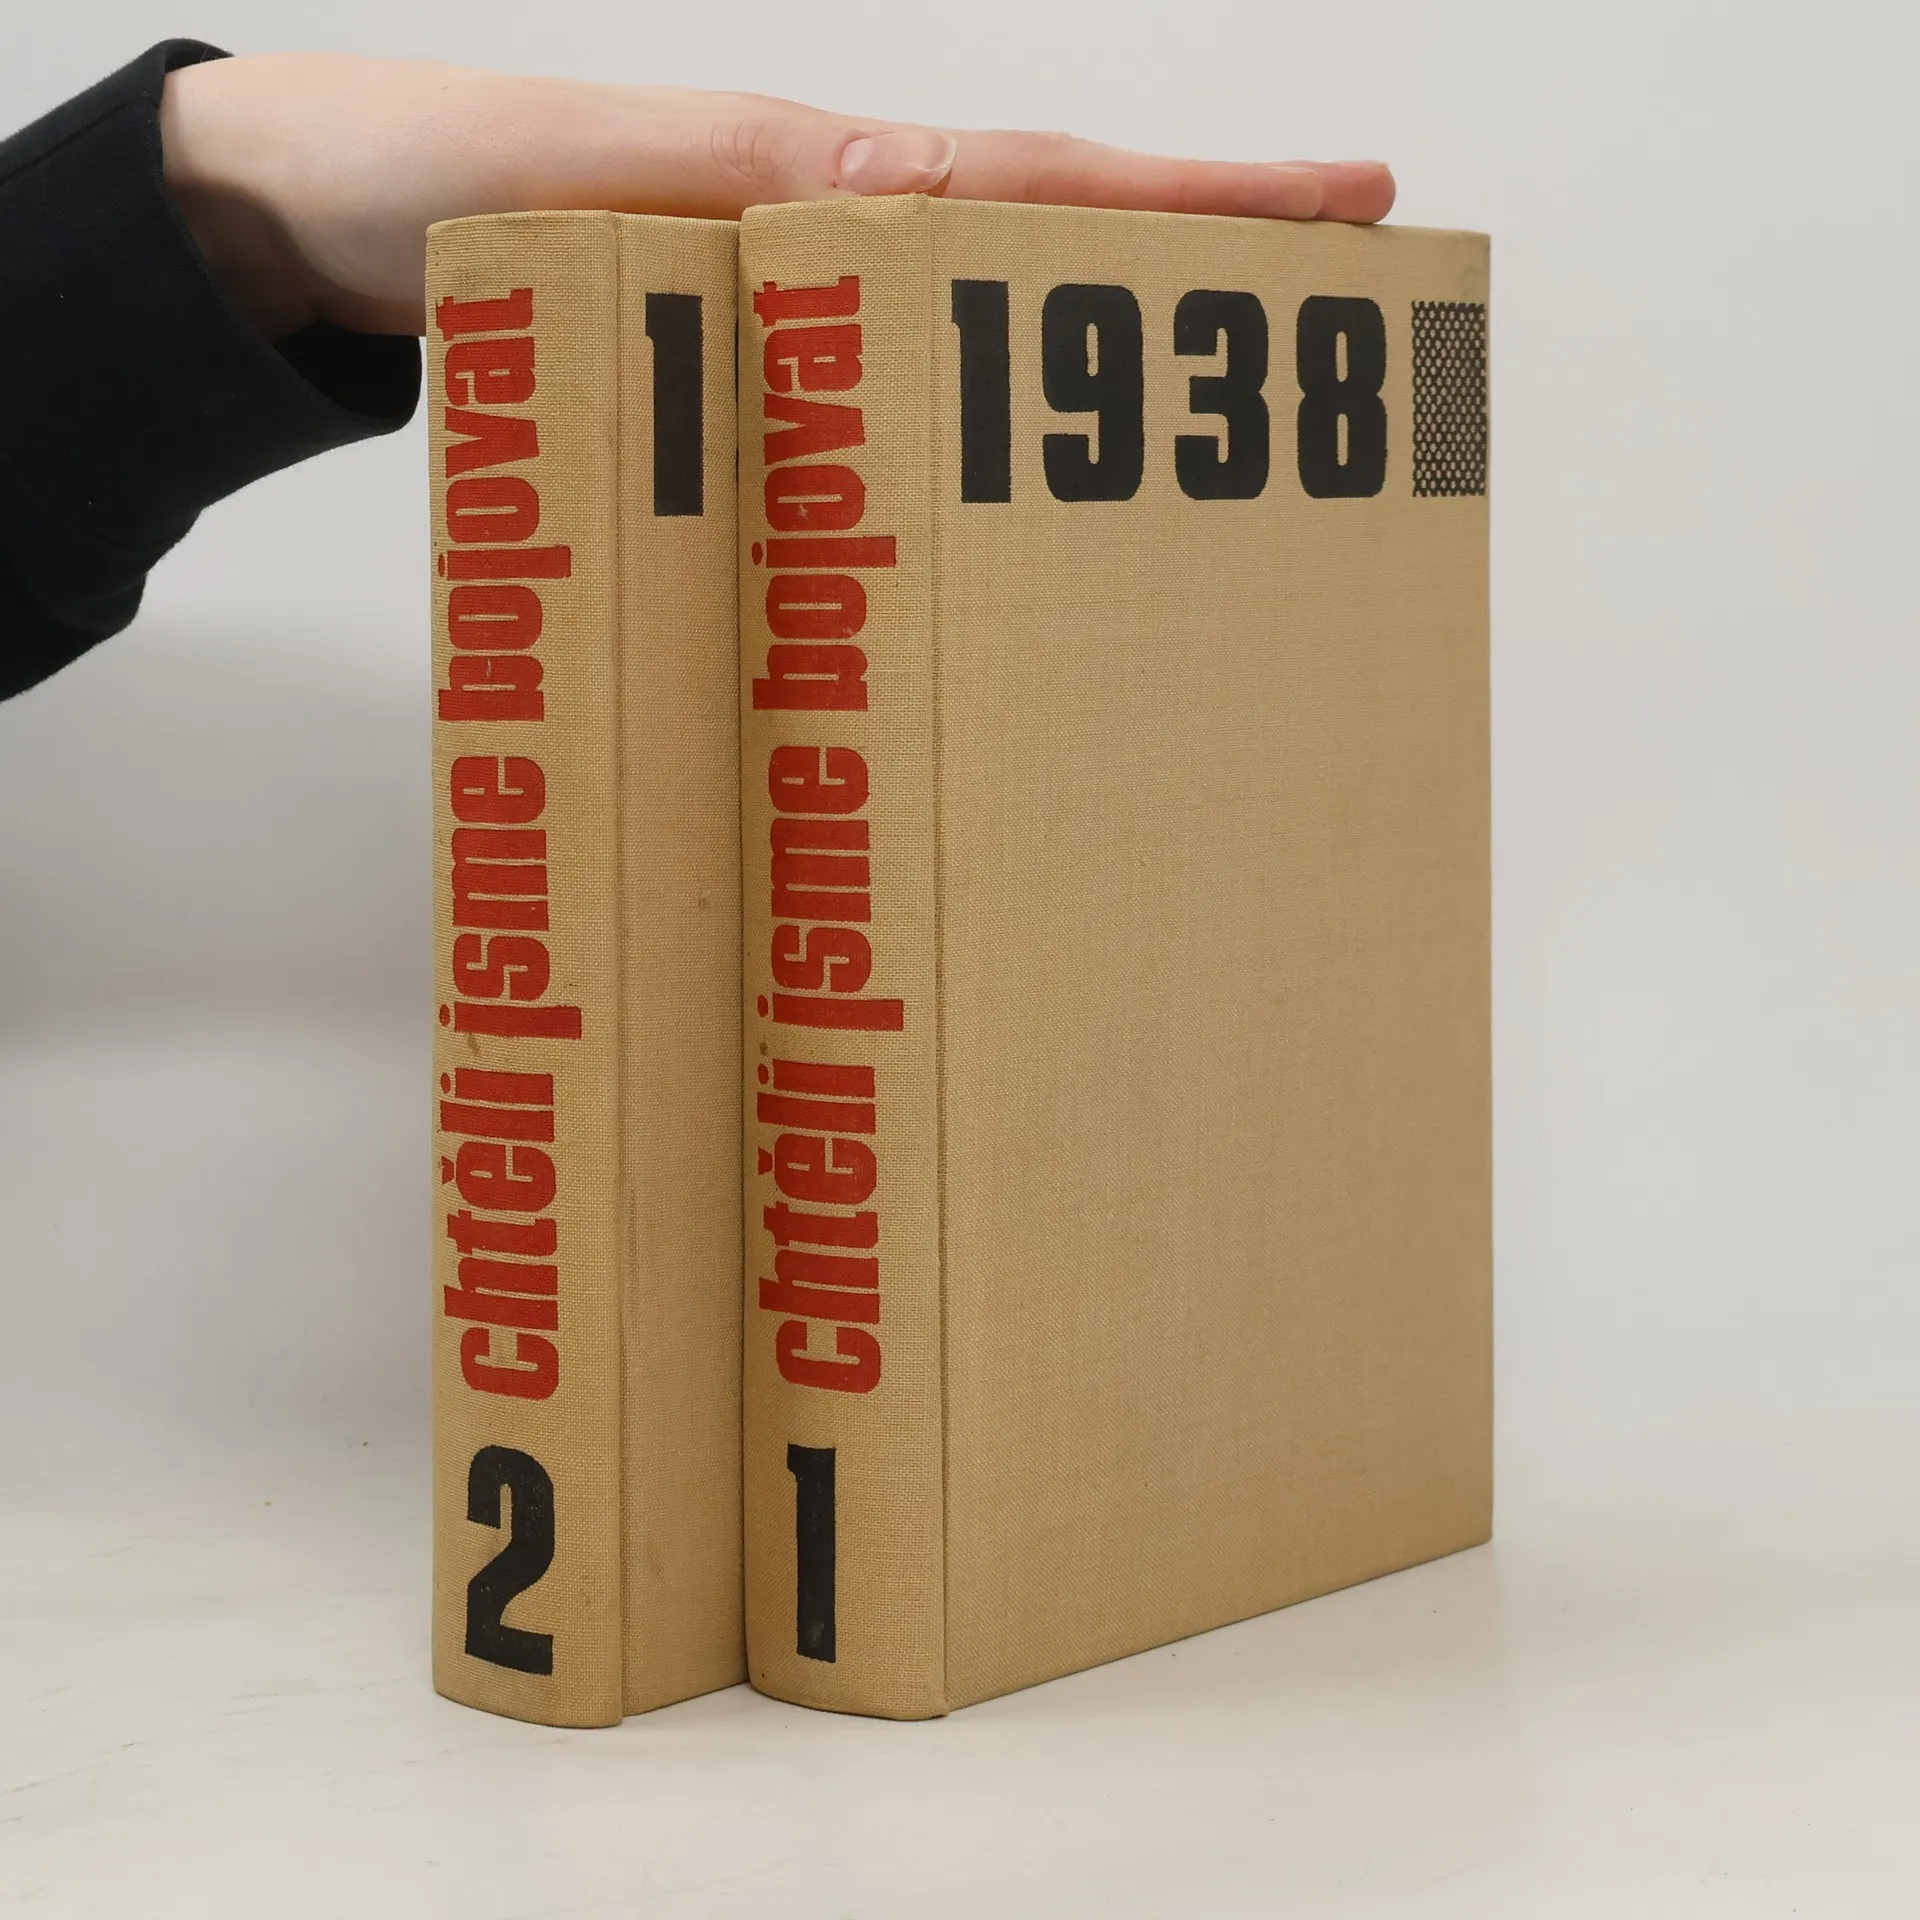 2 chtěli jsme bojovat
1
1 chtěli jsme bojovat
1938